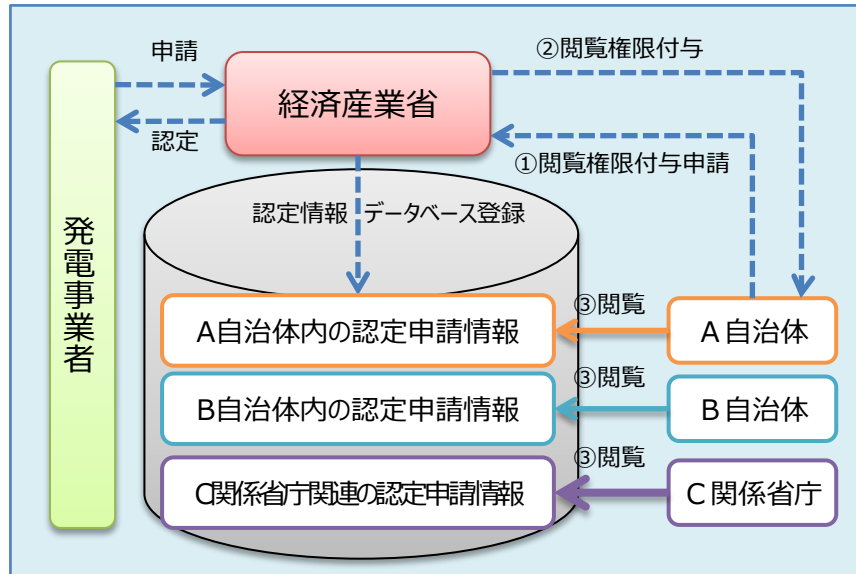 申請
②閲覧権限付与
経済産業省
認定
①閲覧権限付与申請
発電事業者
認定情報 データベース登録
③閲覧
A自治体内の認定申請情報
A自治体
③閲覧
B自治体内の認定申請情報
B自治体
③閲覧
C関係省庁関連の認定申請情報
C関係省庁